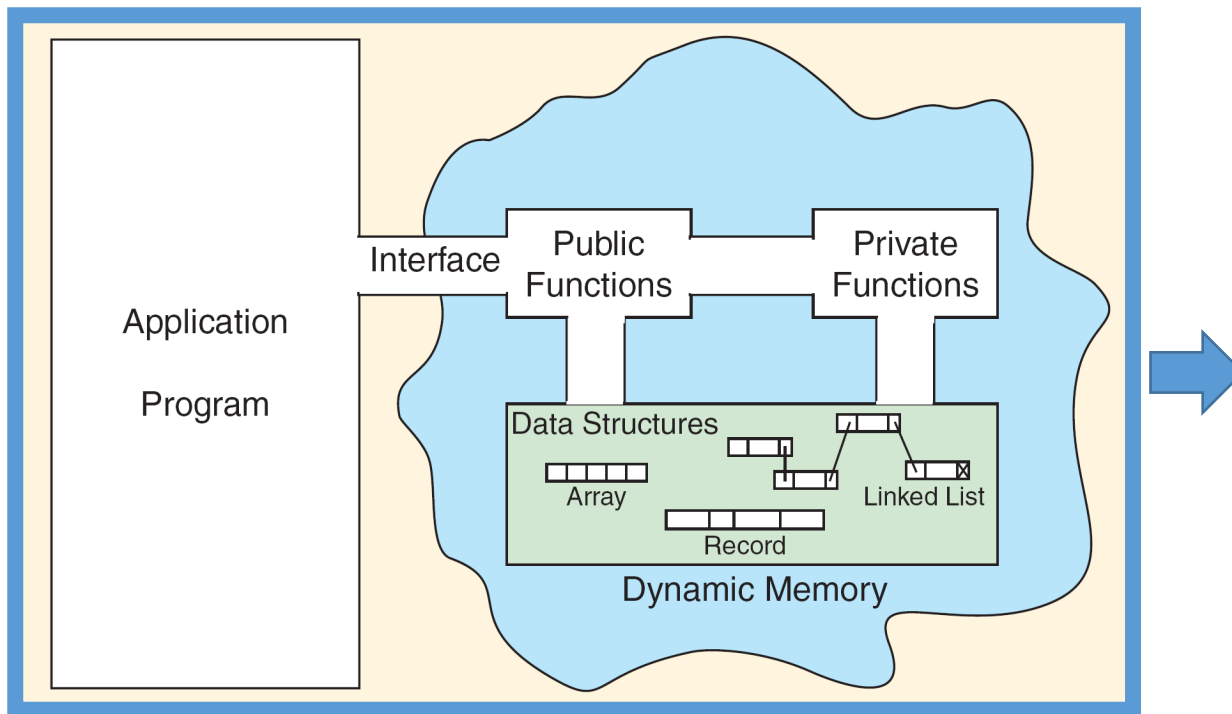 Application
Program
Interface
Public
Functions
Private
Functions
Data Structures
Array
Linked List
Record
Dynamic Memory